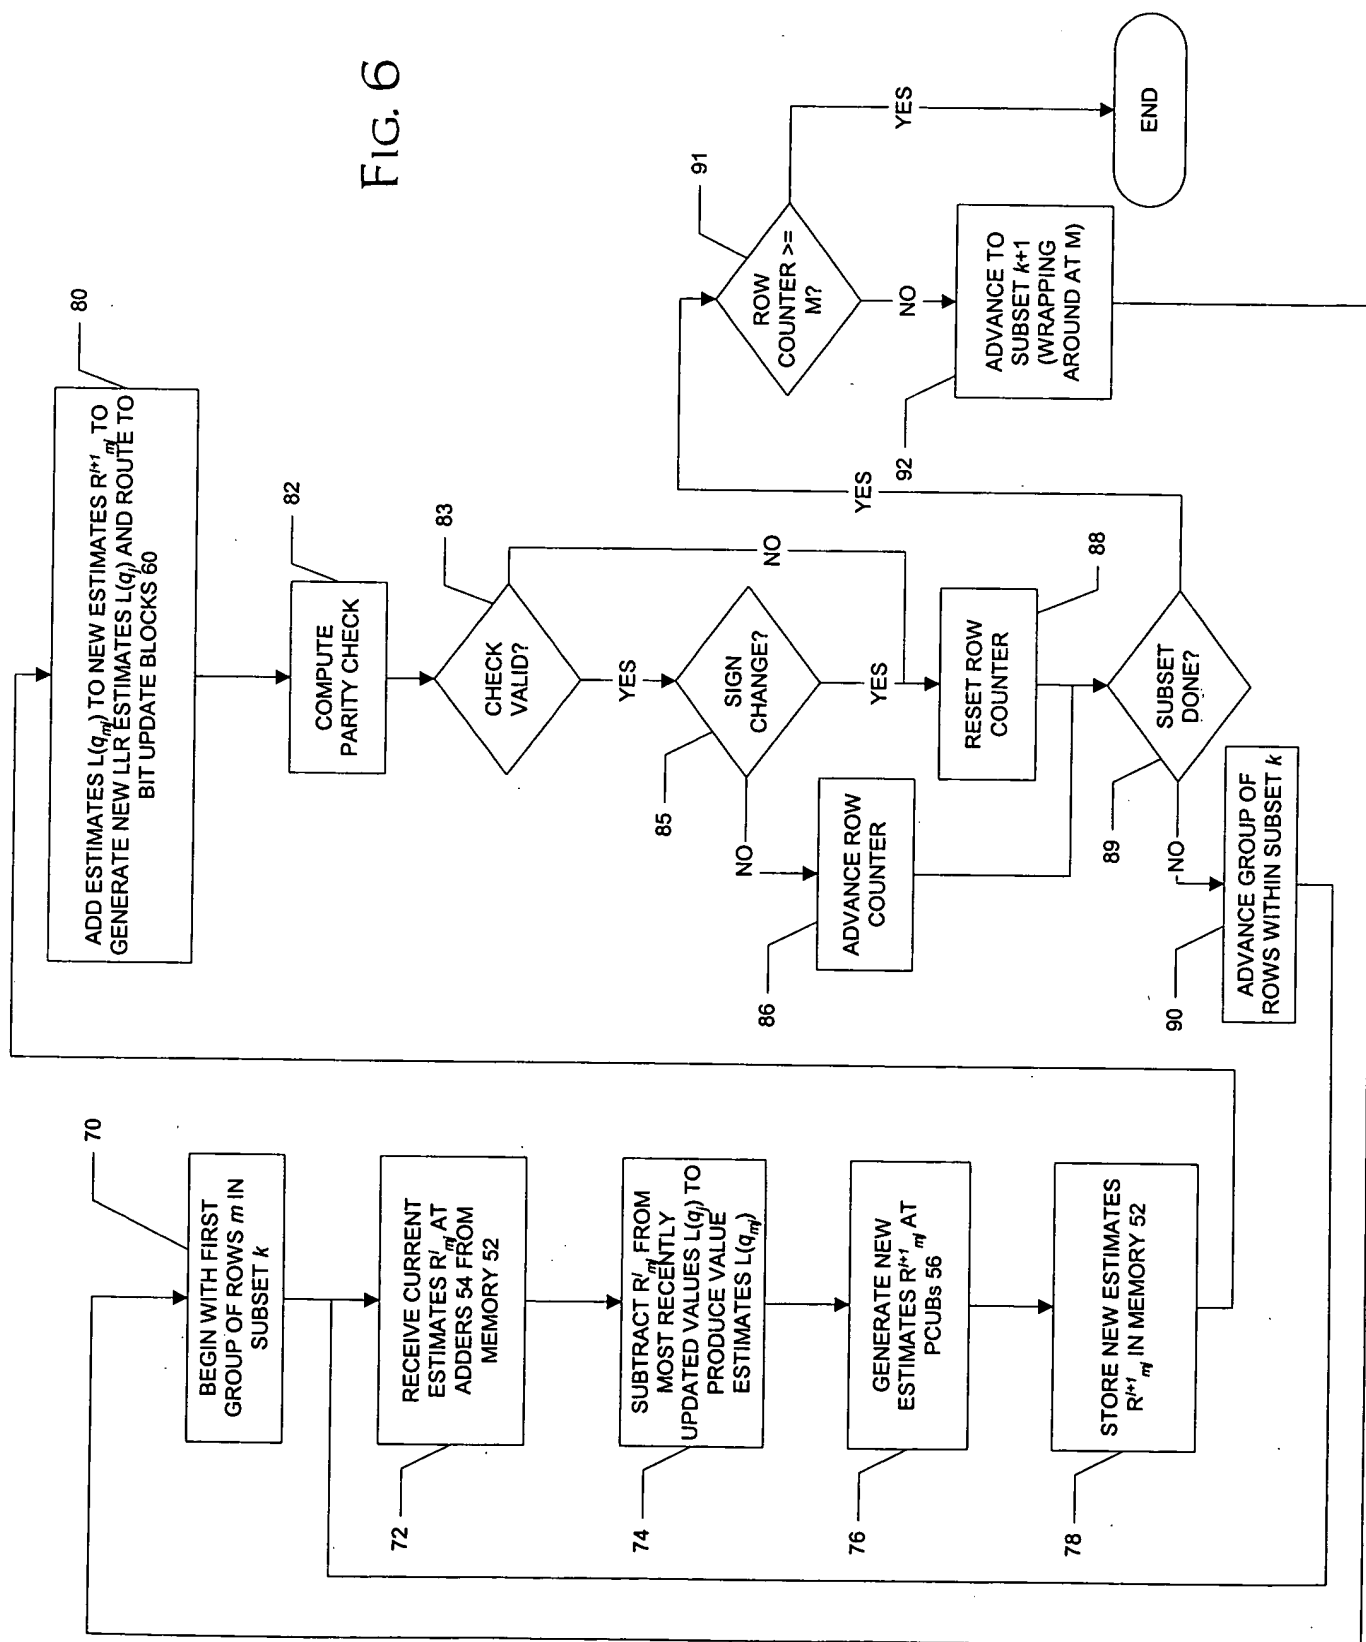 FIG. 6
70
BEGIN WITH FIRST
GROUP OF ROWS m IN
SUBSET k
72
RECEIVE CURRENT
ESTIMATES R^i_mj AT
ADDERS 54 FROM
MEMORY 52
74
SUBTRACT R^i_mj FROM
MOST RECENTLY
UPDATED VALUES L(q_j) TO
PRODUCE VALUE
ESTIMATES L(q_mj)
76
GENERATE NEW
ESTIMATES R^i+1_mj AT
PCUBs 56
78
STORE NEW ESTIMATES
R^i+1_mj IN MEMORY 52
80
ADD ESTIMATES L(q_mj) TO NEW ESTIMATES R^i+1_mj TO
GENERATE NEW LLR ESTIMATES L(q_j) AND ROUTE TO
BIT UPDATE BLOCKS 60
82
COMPUTE
PARITY CHECK
83
CHECK
VALID?
NO
YES
85
SIGN
CHANGE?
NO
YES
86
ADVANCE ROW
COUNTER
88
RESET ROW
COUNTER
89
SUBSET
DONE?
NO
YES
90
ADVANCE GROUP OF
ROWS WITHIN SUBSET k
91
ROW
COUNTER >=
M?
NO
YES
92
ADVANCE TO
SUBSET k+1
(WRAPPING
AROUND AT M)
END